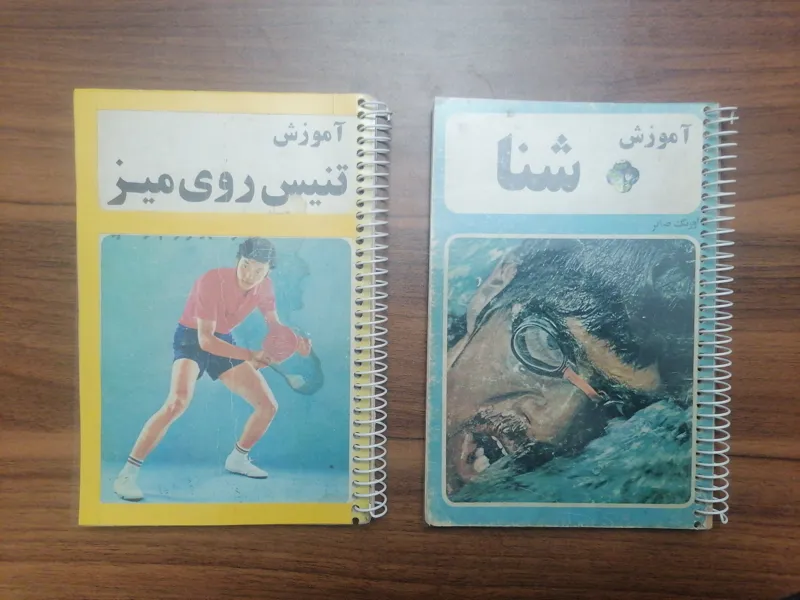 آموزش
تنیس روی میز
آموزش
شنا